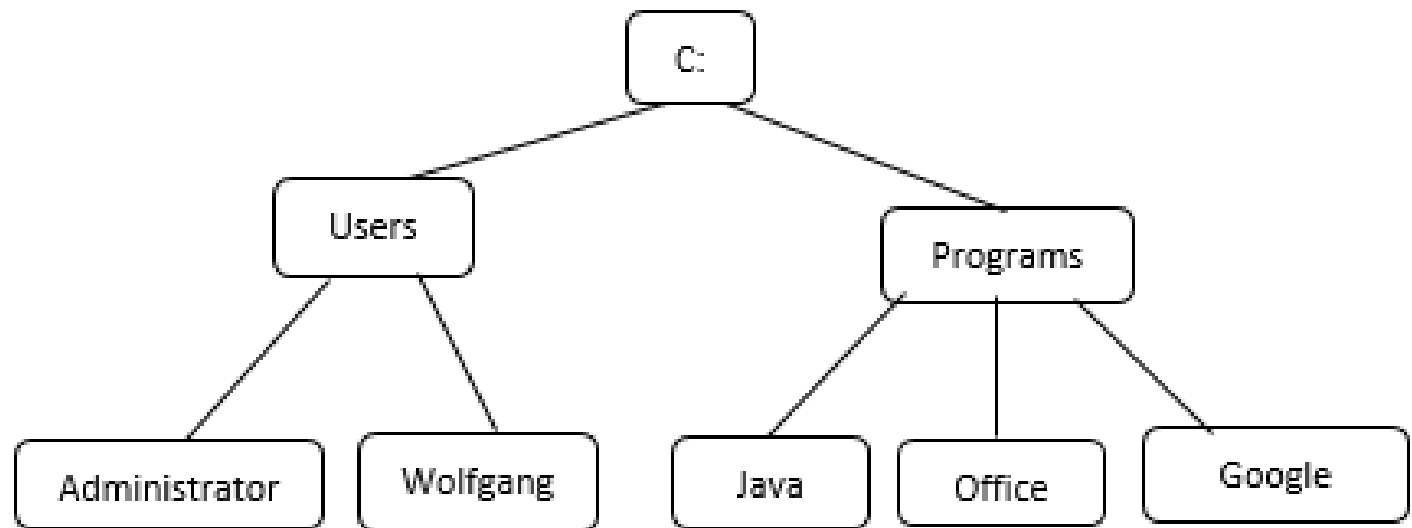 C:
Users
Programs
Administrator
Wolfgang
Java
Office
Google